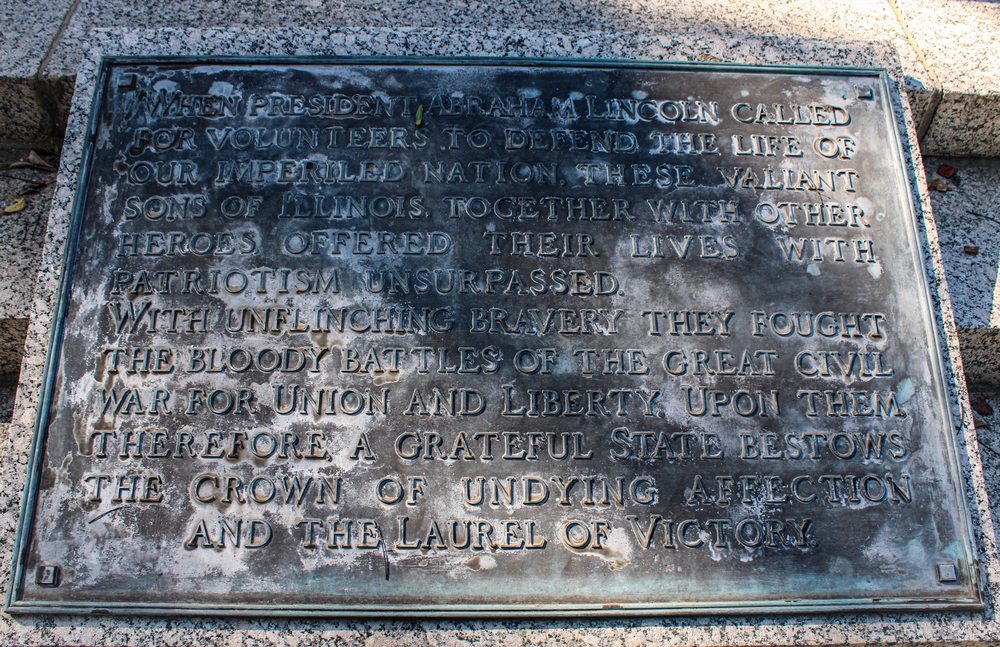 WHEN PRESIDENT ABRAHAM LINCOLN CALLED
FOR VOLUNTEERS TO DEFEND THE LIFE OF
OUR IMPERILED NATION, THESE VALIANT
SONS OF ILLINOIS, TOGETHER WITH OTHER
HEROES, OFFERED THEIR LIVES WITH
PATRIOTISM UNSURPASSED.
WITH UNFLINCHING BRAVERY THEY FOUGHT
THE BLOODY BATTLES OF THE GREAT CIVIL
WAR FOR UNION AND LIBERTY. UPON THEM
THEREFORE, A GRATEFUL STATE BESTOWS
THE CROWN OF UNDYING AFFECTION
AND THE LAUREL OF VICTORY.